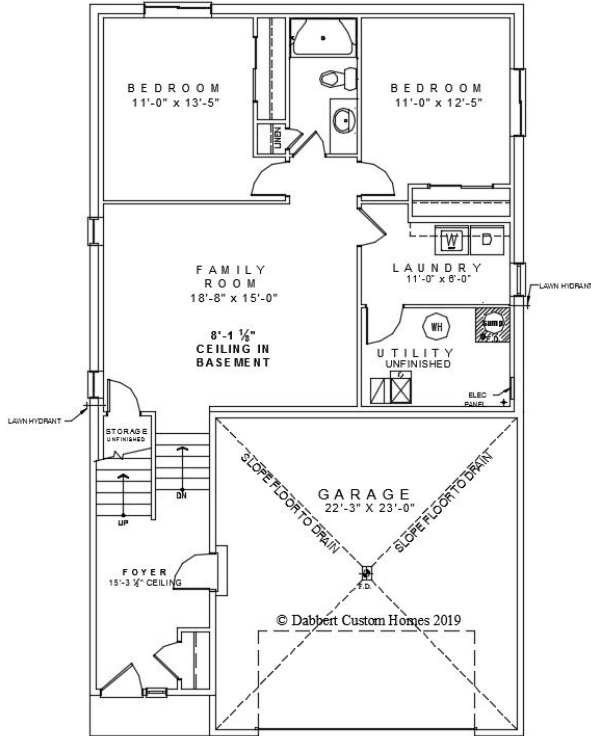 BEDROOM
11'-0" x 13'-5"
BEDROOM
11'-0" x 12'-5"
LINEN
FAMILY
ROOM
18'-8" x 15'-0"
8'-1 ⅛"
CEILING IN
BASEMENT
W
D
LAUNDRY
11'-0" x 6'-0"
LAWN HYDRANT
WH
Sump
UTILITY
UNFINISHED
ELEC
PANEL
LAWN HYDRANT
STORAGE
UNFINISHED
UP
DN
GARAGE
22'-3" X 23'-0"
SLOPE FLOOR TO DRAIN
SLOPE FLOOR TO DRAIN
F.D.
FOYER
15'-3 ½" CEILING
© Dabbert Custom Homes 2019